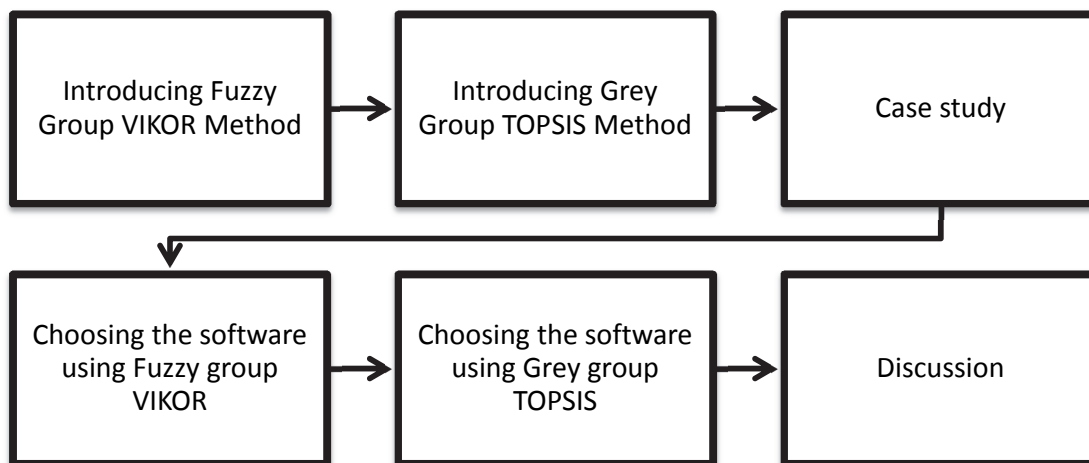 Introducing Fuzzy
Group VIKOR Method
Introducing Grey
Group TOPSIS Method
Case study
Choosing the software
using Fuzzy group
VIKOR
Choosing the software
using Grey group
TOPSIS
Discussion